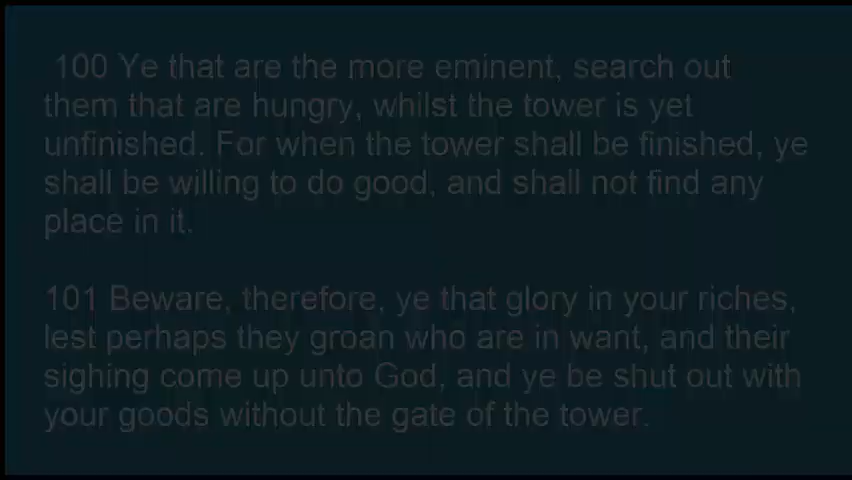 100 Ye that are the more eminent, search out
them that are hungry, whilst the tower is yet
unfinished. For when the tower shall be finished, ye
shall be willing to do good, and shall not find any
place in it.
101 Beware, therefore, ye that glory in your riches,
lest perhaps they groan who are in want, and their
sighing come up unto God, and ye be shut out with
your goods without the gate of the tower.